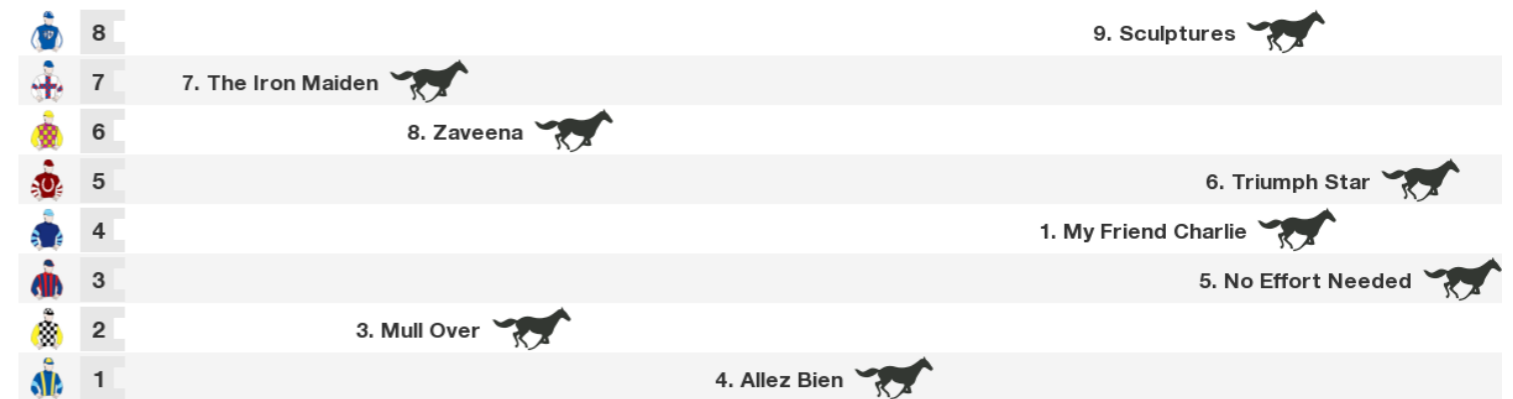 8 9. Sculptures
7 7. The Iron Maiden
6 8. Zaveena
5 6. Triumph Star
4 1. My Friend Charlie
3 5. No Effort Needed
2 3. Mull Over
1 4. Allez Bien